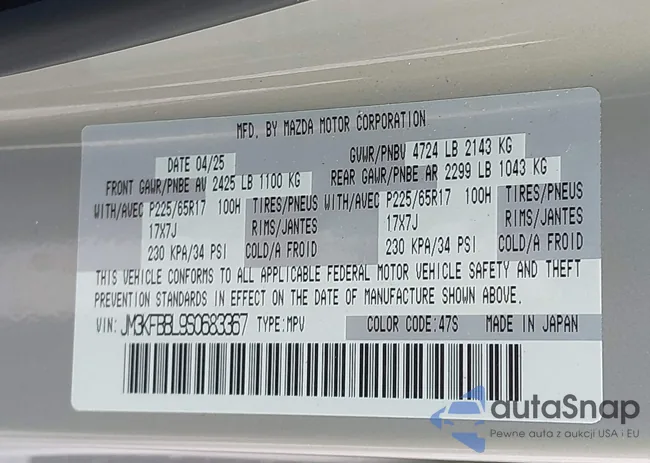 MFD. BY MAZDA MOTOR CORPORATION
DATE 04/25 GVWR/PNBV 4724 LB 2143 KG
FRONT GAWR/PNBE AV 2425 LB 1100 KG REAR GAWR/PNBE AR 2299 LB 1043 KG
WITH/AVEC P225/65R17 100H TIRES/PNEUS WITH/AVEC P225/65R17 100H TIRES/PNEUS
17X7J RIMS/JANTES 17X7J RIMS/JANTES
230 KPA/34 PSI COLD/A FROID 230 KPA/34 PSI COLD/A FROID
THIS VEHICLE CONFORMS TO ALL APPLICABLE FEDERAL MOTOR VEHICLE SAFETY AND THEFT
PREVENTION STANDARDS IN EFFECT ON THE DATE OF MANUFACTURE SHOWN ABOVE.
VIN: JM3KFBBL9S0683367 TYPE:MPV COLOR CODE:47S MADE IN JAPAN
autaSnap
Pewne auta z aukcji USA i EU